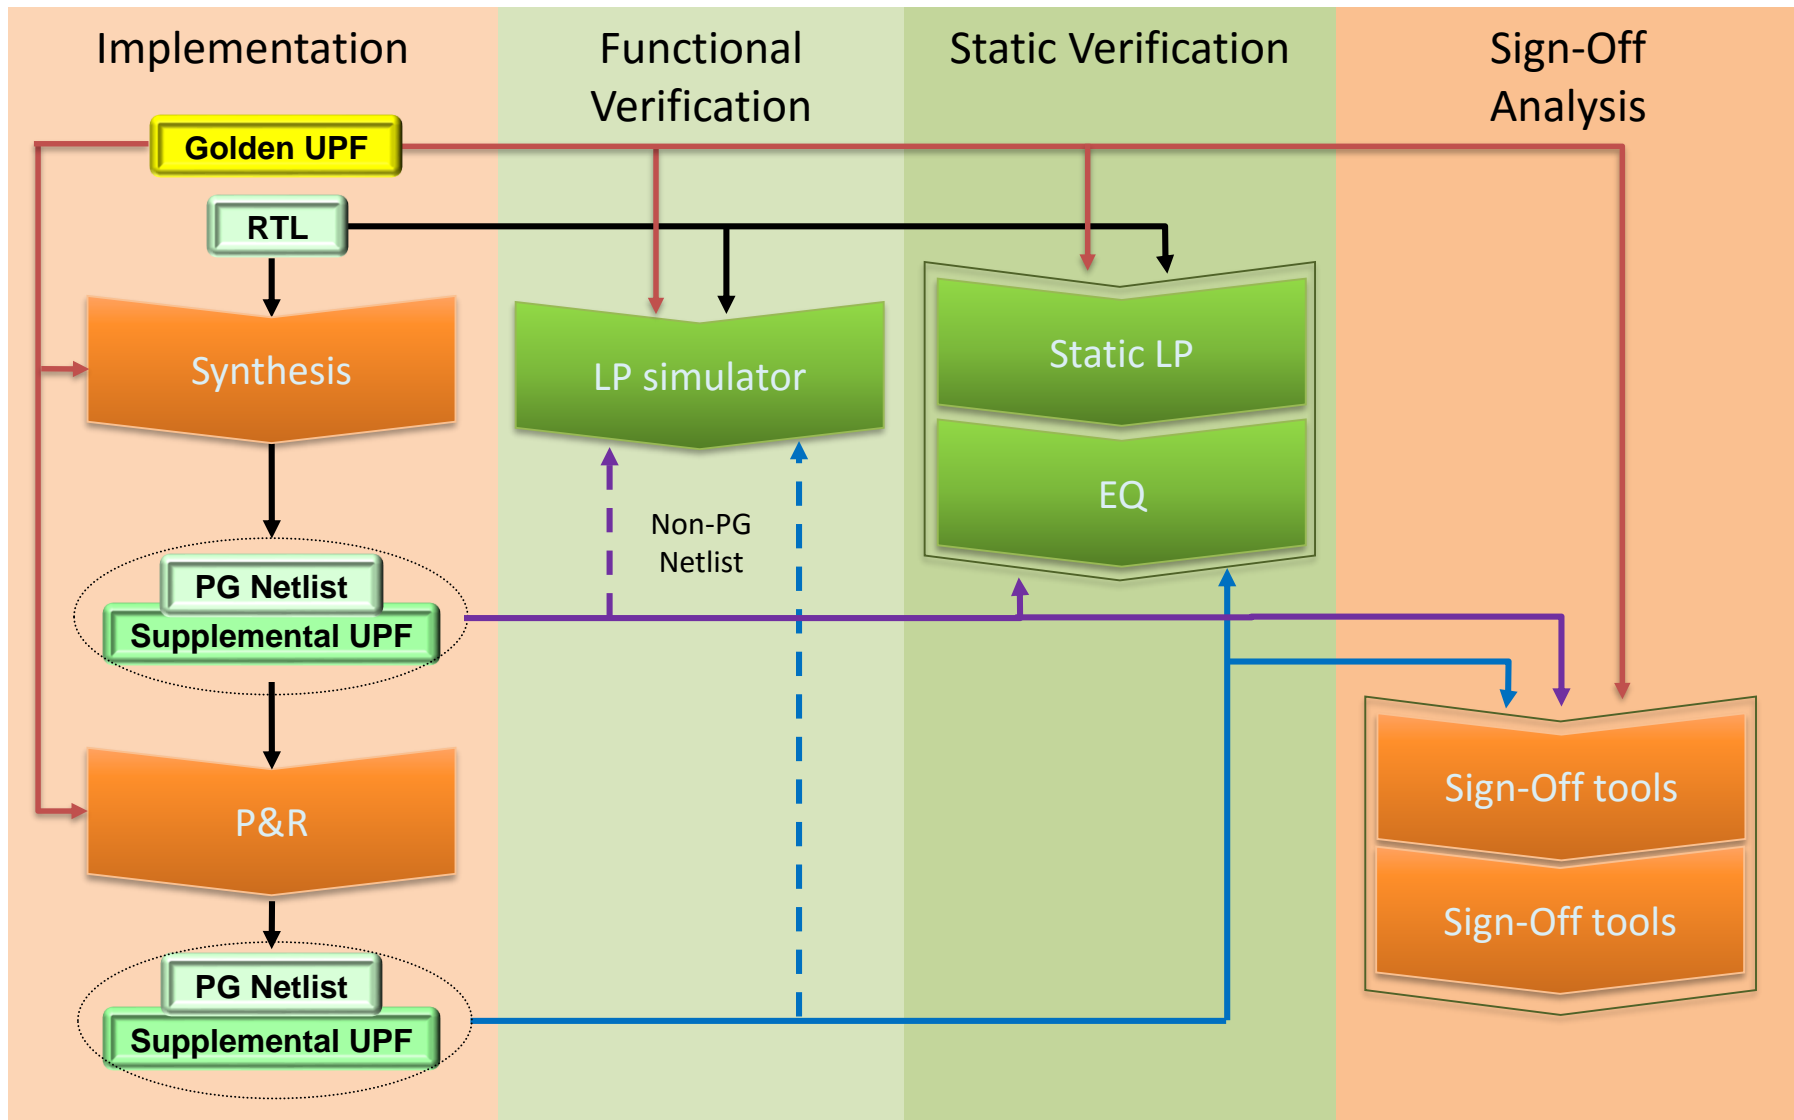 Implementation
Functional
Verification
Static Verification
Sign-Off
Analysis
Golden UPF
RTL
Synthesis
LP simulator
Static LP
EQ
Non-PG
Netlist
PG Netlist
Supplemental UPF
P&R
Sign-Off tools
Sign-Off tools
PG Netlist
Supplemental UPF